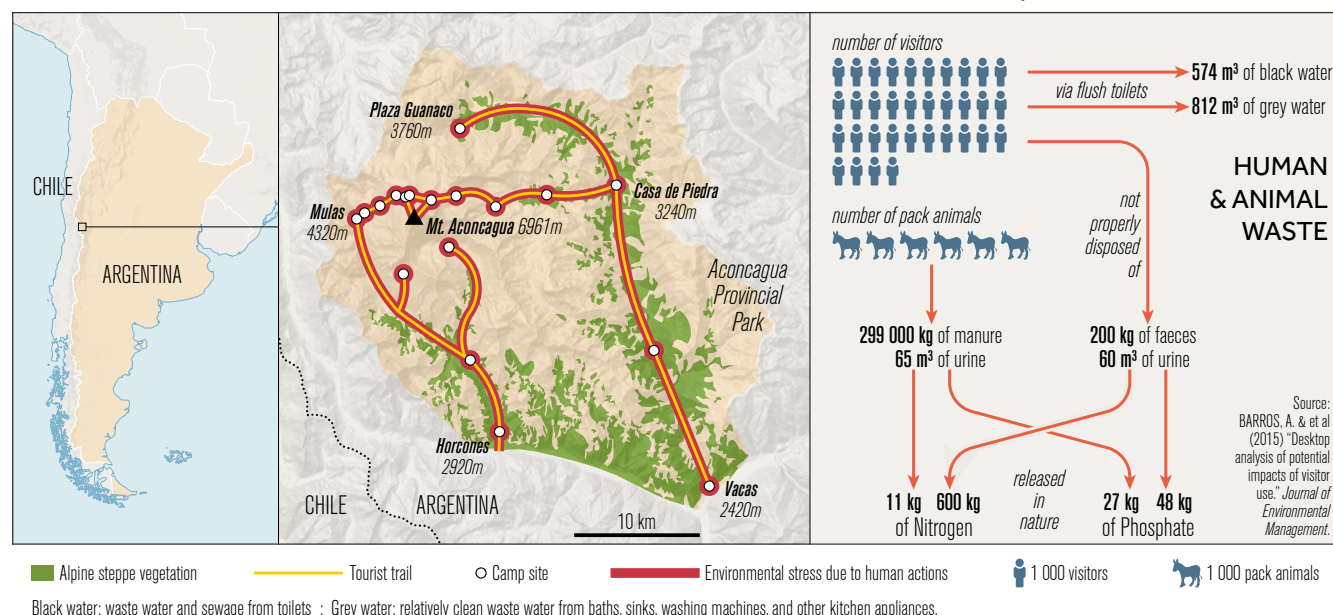 CHILE
ARGENTINA
Plaza Guanaco
3760m
Mulas
4320m
Mt. Aconcagua 6961m
Casa de Piedra
3240m
Aconcagua
Provincial
Park
Horcones
2920m
Vacas
2420m
CHILE
ARGENTINA
10 km
number of visitors
574 m³ of black water
via flush toilets
812 m³ of grey water
HUMAN
& ANIMAL
WASTE
number of pack animals
not
properly
disposed
of
299 000 kg of manure
65 m³ of urine
200 kg of faeces
60 m³ of urine
11 kg 600 kg
of Nitrogen
released
in
nature
27 kg 48 kg
of Phosphate
Source:
BARROS, A. & et al
(2015) “Desktop
analysis of potential
impacts of visitor
use.” Journal of
Environmental
Management.
Alpine steppe vegetation
Tourist trail
Camp site
Environmental stress due to human actions
1 000 visitors
1 000 pack animals
Black water: waste water and sewage from toilets : Grey water: relatively clean waste water from baths, sinks, washing machines, and other kitchen appliances.